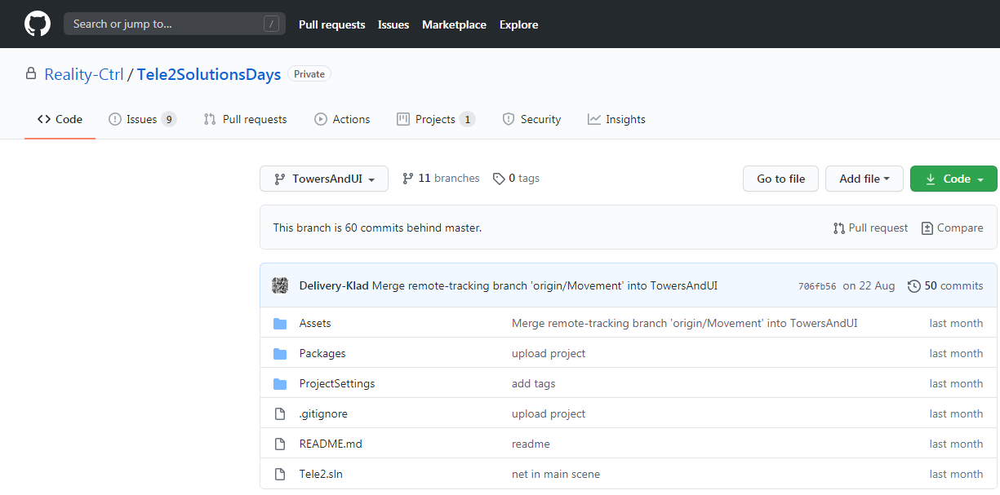 Search or jump to... / Pull requests Issues Marketplace Explore
Reality-Ctrl / Tele2SolutionsDays Private
Code Issues 9 Pull requests Actions Projects 1 Security Insights
TowersAndUI 11 branches 0 tags Go to file Add file Code
This branch is 60 commits behind master. Pull request Compare
Delivery-Klad Merge remote-tracking branch 'origin/Movement' into TowersAndUI 706fb56 on 22 Aug 50 commits
Assets Merge remote-tracking branch 'origin/Movement' into TowersAndUI last month
Packages upload project last month
ProjectSettings add tags last month
.gitignore upload project last month
README.md readme last month
Tele2.sln net in main scene last month